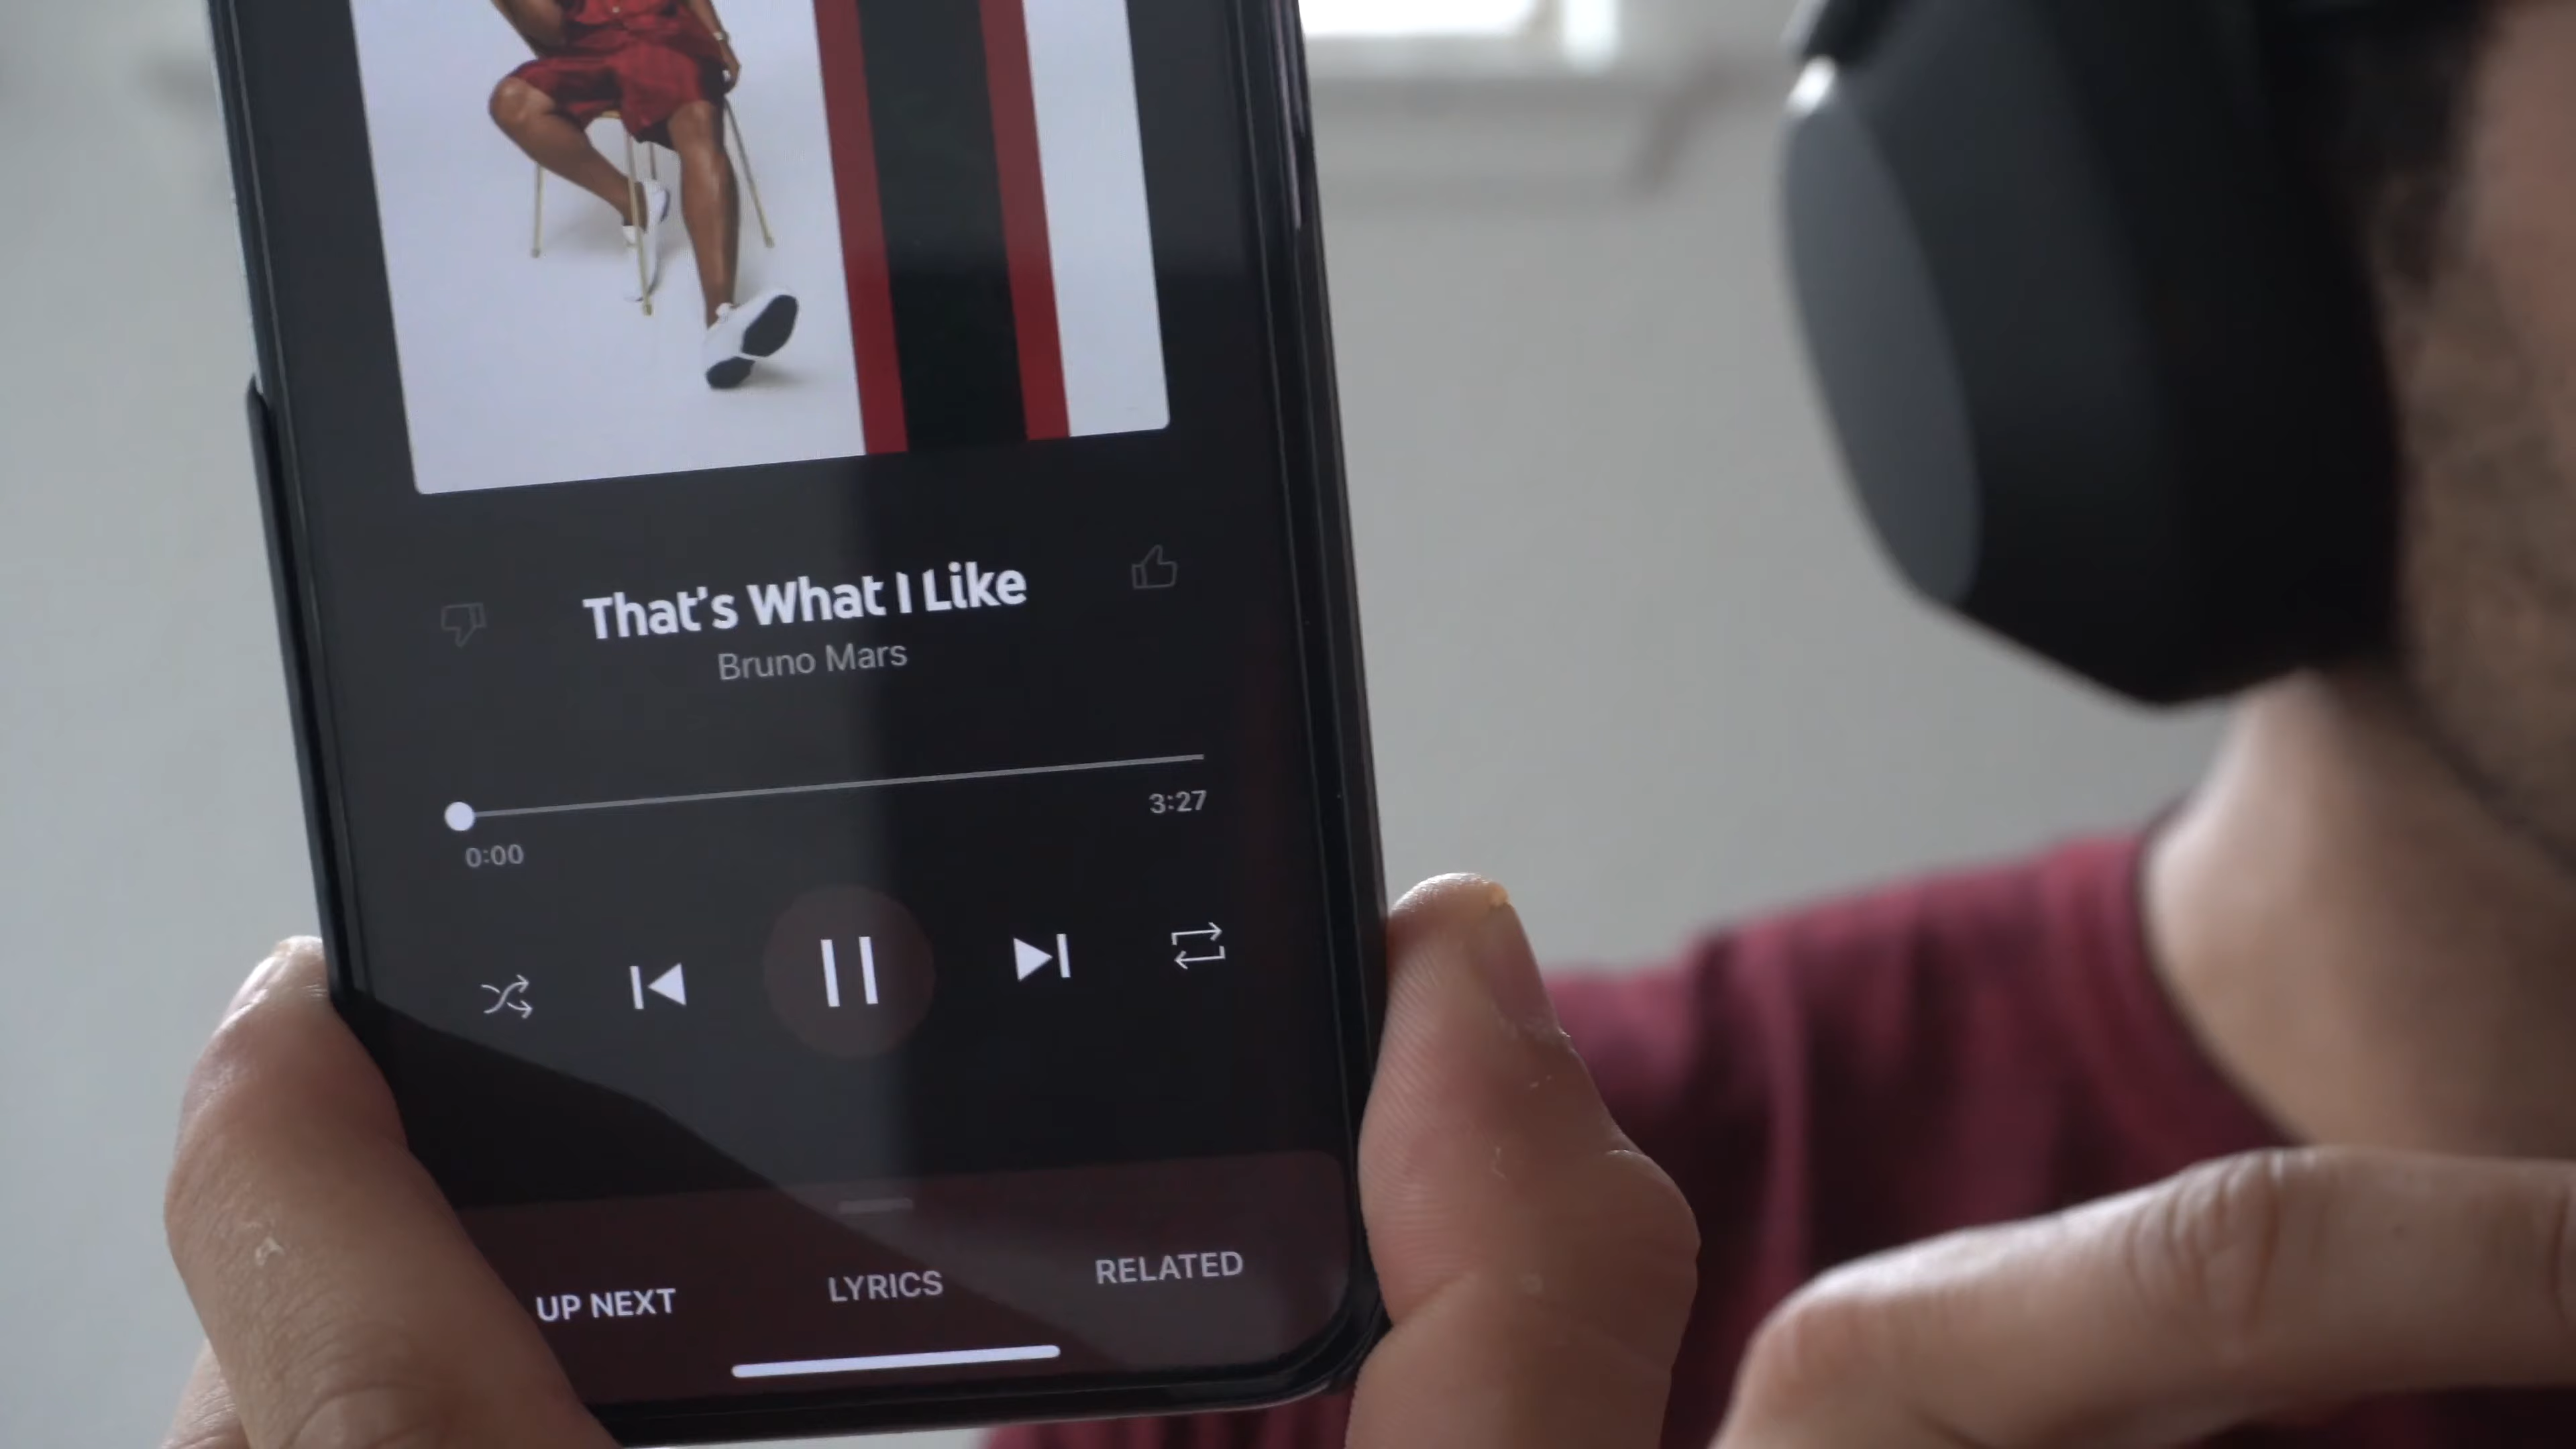 That's What I Like
Bruno Mars
3:27
0:00
UP NEXT
LYRICS
RELATED